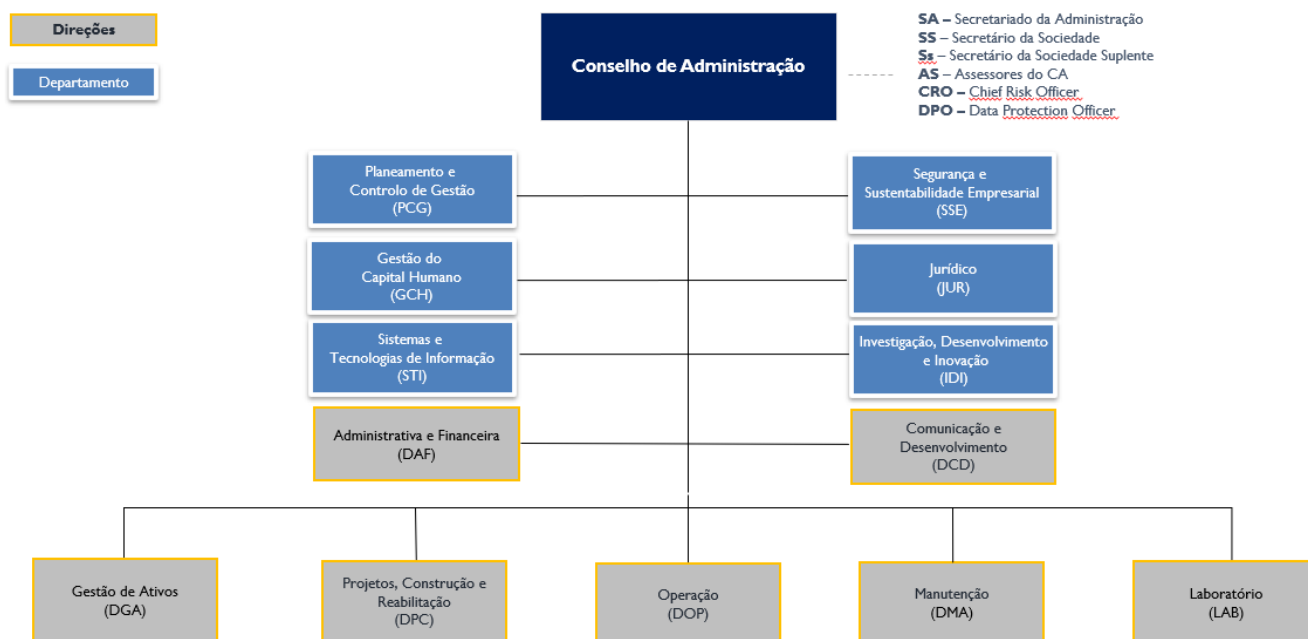 Direções
Departamento
Conselho de Administração
SA – Secretariado da Administração
SS – Secretário da Sociedade
Ss – Secretário da Sociedade Suplente
AS – Assessores do CA
CRO – Chief Risk Officer
DPO – Data Protection Officer
Planeamento e
Controlo de Gestão
(PCG)
Segurança e
Sustentabilidade Empresarial
(SSE)
Gestão do
Capital Humano
(GCH)
Jurídico
(JUR)
Sistemas e
Tecnologias de Informação
(STI)
Investigação, Desenvolvimento
e Inovação
(IDI)
Administrativa e Financeira
(DAF)
Comunicação e
Desenvolvimento
(DCD)
Gestão de Ativos
(DGA)
Projetos, Construção e
Reabilitação
(DPC)
Operação
(DOP)
Manutenção
(DMA)
Laboratório
(LAB)